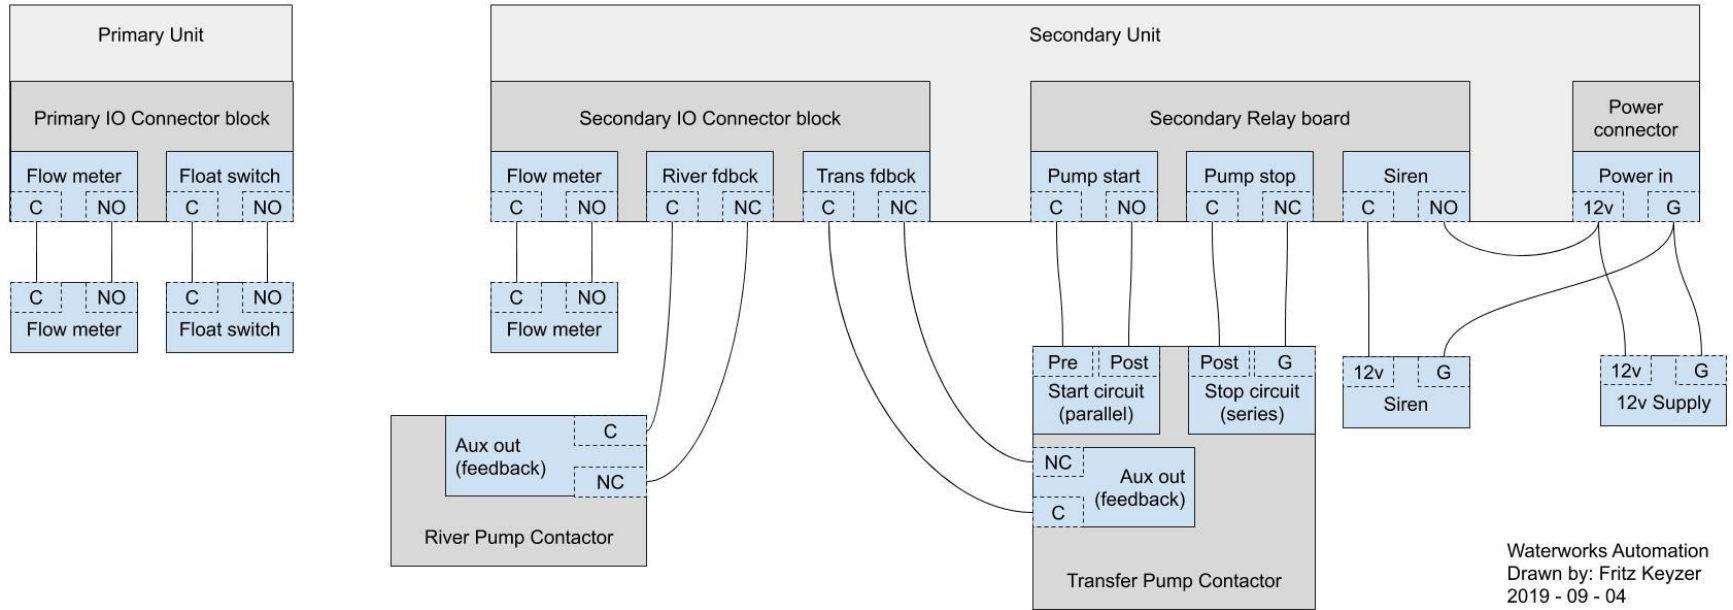 Primary Unit
Secondary Unit
Primary IO Connector block
Secondary IO Connector block
Secondary Relay board
Power
connector
Flow meter
Float switch
Flow meter
River fdbck
Trans fdbck
Pump start
Pump stop
Siren
Power in
C
NO
C
NO
C
NO
C
NC
C
NC
C
NO
C
NC
C
NO
12v
G
C
NO
C
NO
C
NO
Flow meter
Float switch
Flow meter
Pre
Post
Post
G
12v
G
12v
G
Start circuit
(parallel)
Stop circuit
(series)
Siren
12v Supply
Aux out
(feedback)
C
NC
River Pump Contactor
NC
C
Aux out
(feedback)
Transfer Pump Contactor
Waterworks Automation
Drawn by: Fritz Keyzer
2019 - 09 - 04